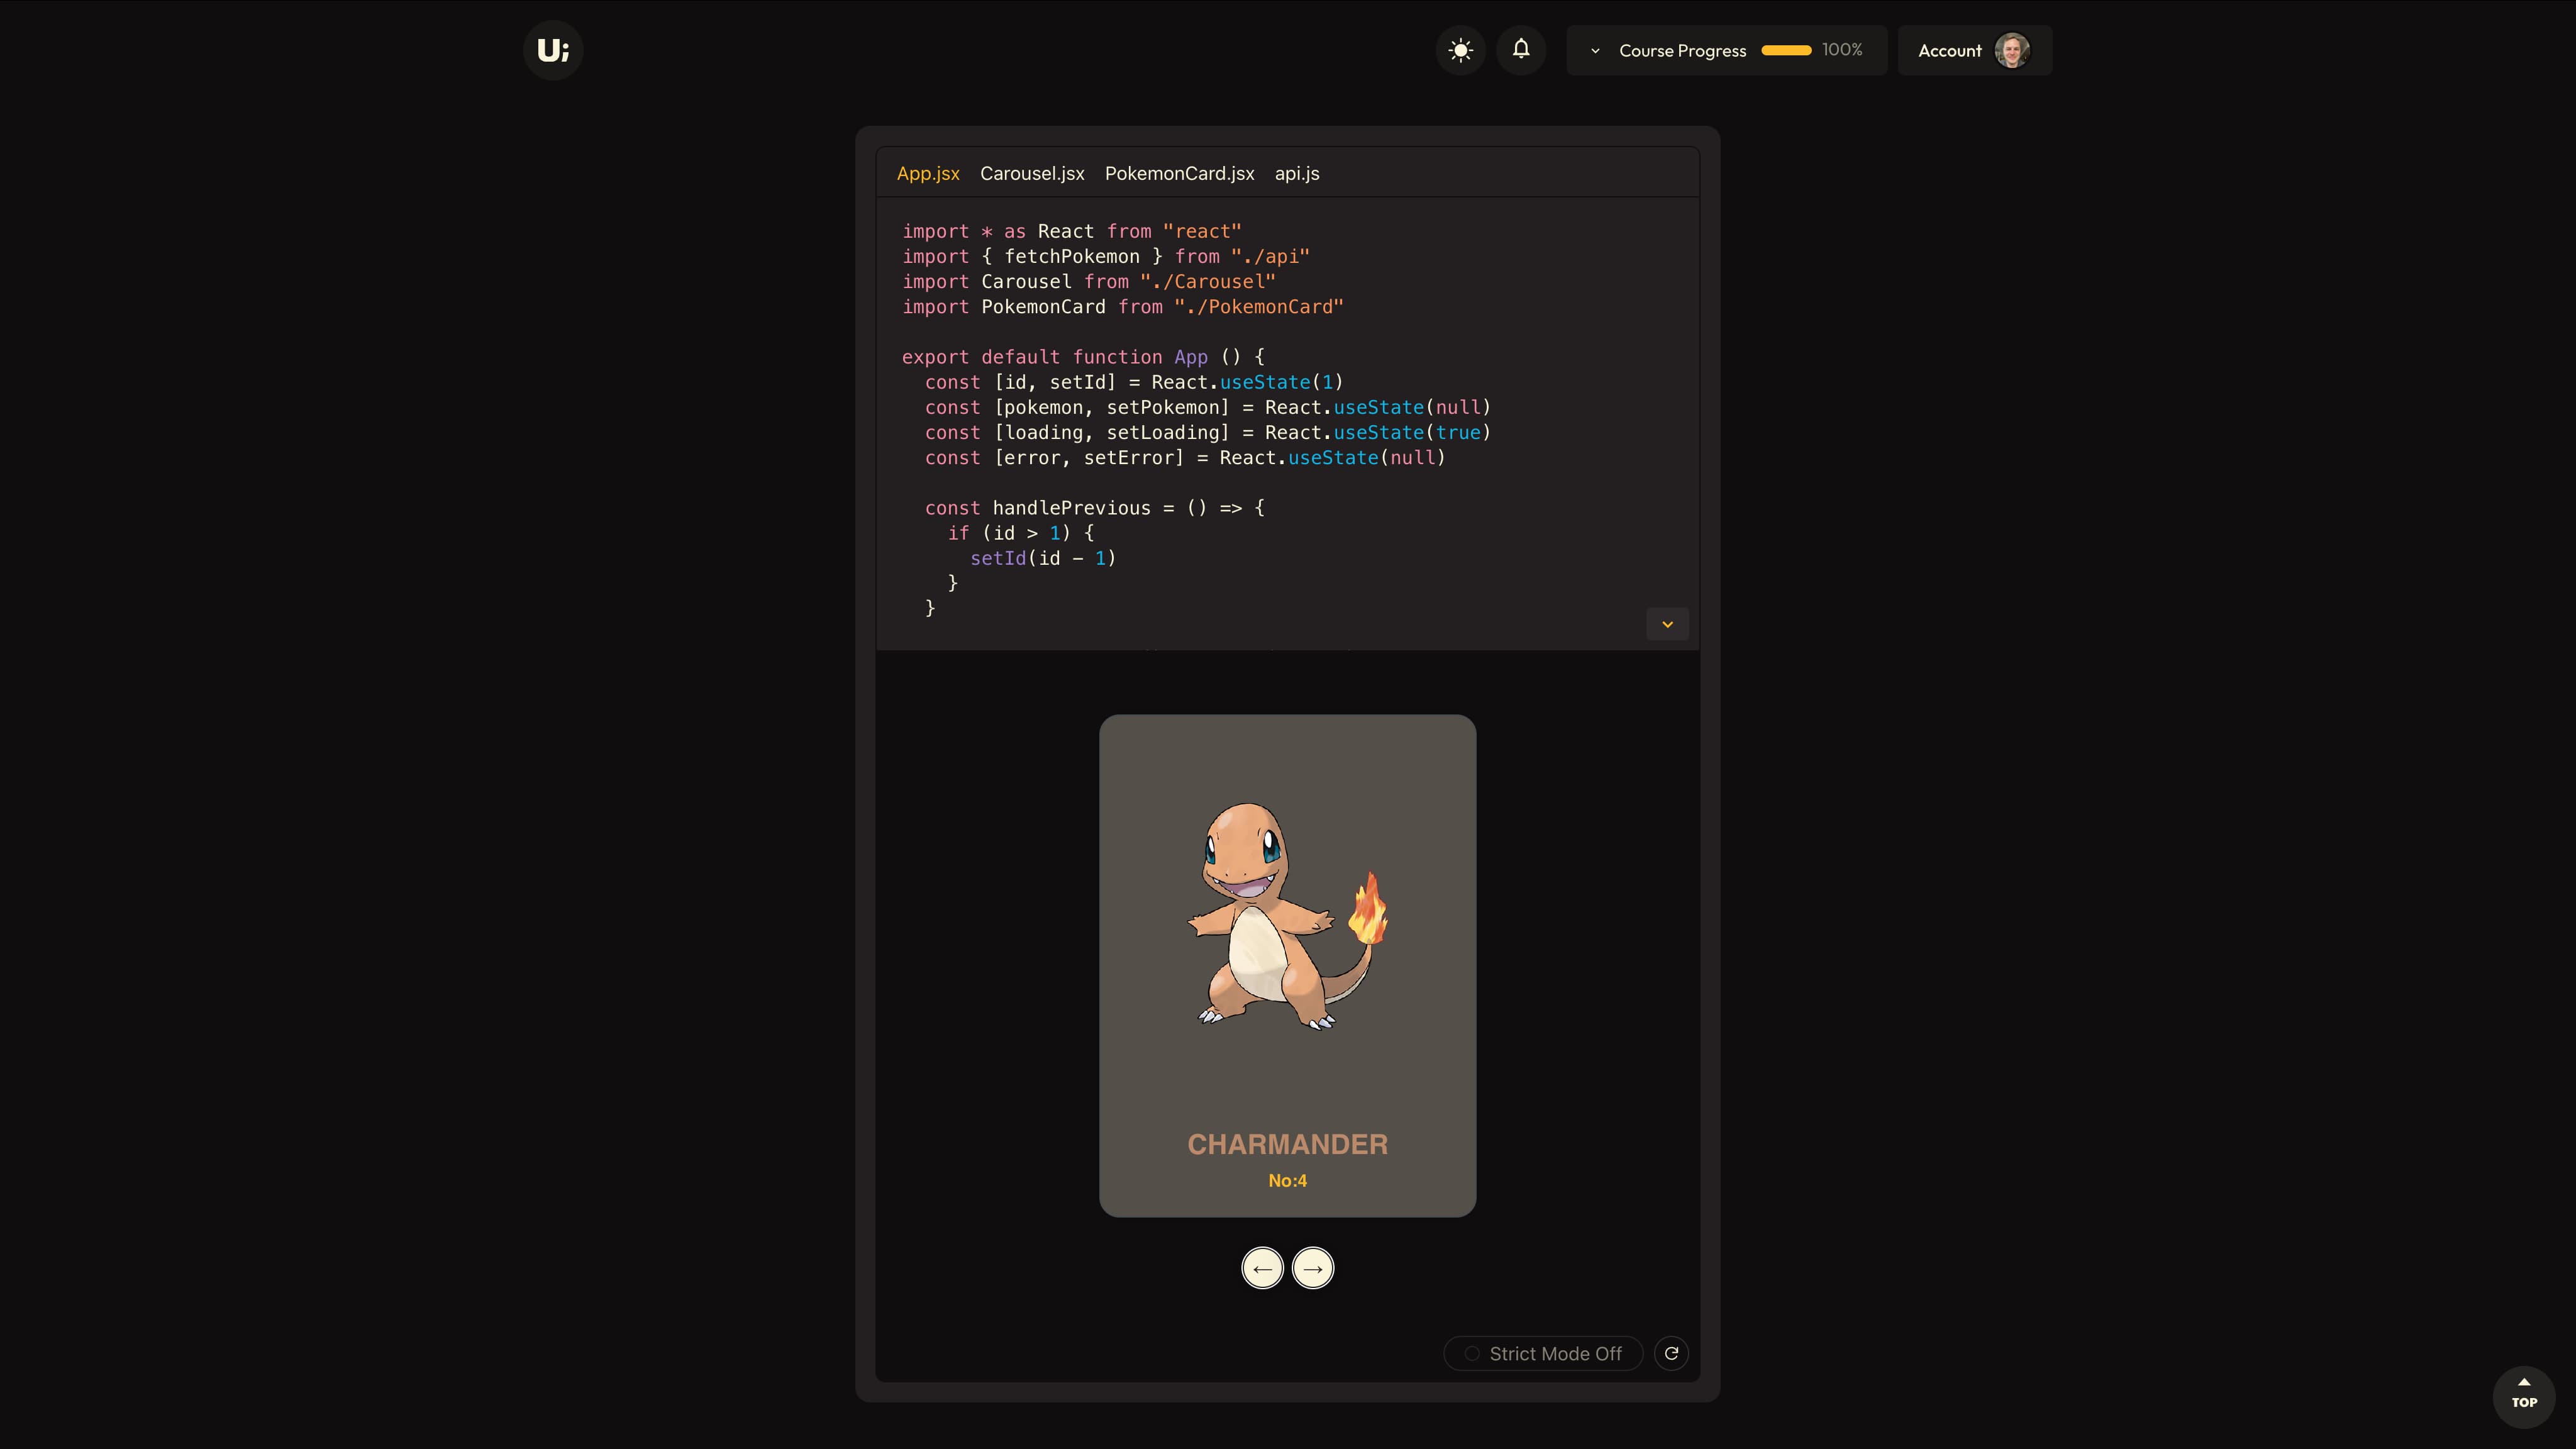 U;
Course Progress 100%
Account
App.jsx Carousel.jsx PokemonCard.jsx api.js
import * as React from "react"
import { fetchPokemon } from "./api"
import Carousel from "./Carousel"
import PokemonCard from "./PokemonCard"
export default function App () {
  const [id, setId] = React.useState(1)
  const [pokemon, setPokemon] = React.useState(null)
  const [loading, setLoading] = React.useState(true)
  const [error, setError] = React.useState(null)
  const handlePrevious = () => {
    if (id > 1) {
      setId(id - 1)
    }
  }
CHARMANDER
No:4
← →
Strict Mode Off
TOP